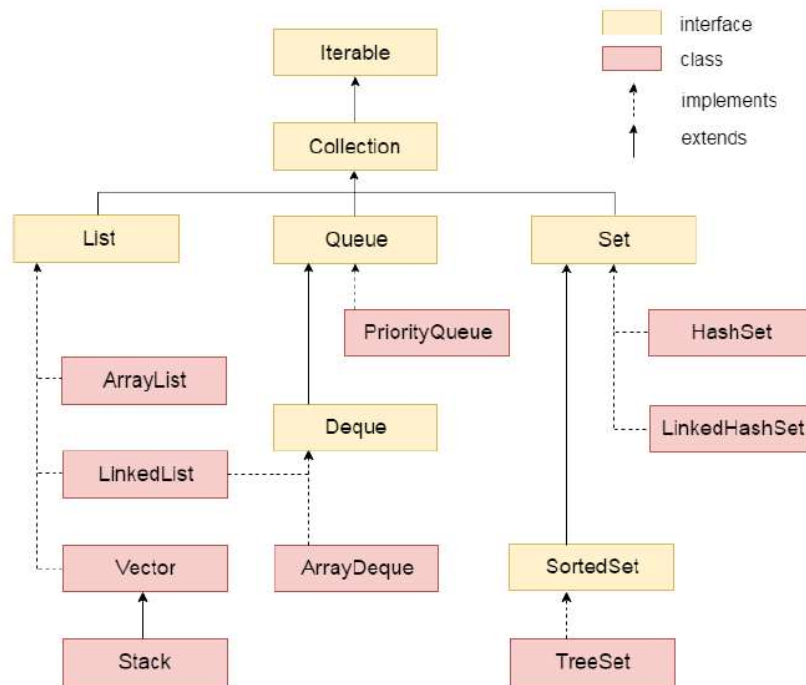 Iterable
interface
class
implements
extends
Collection
List
Queue
Set
PriorityQueue
HashSet
ArrayList
Deque
LinkedHashSet
LinkedList
Vector
ArrayDeque
SortedSet
Stack
TreeSet